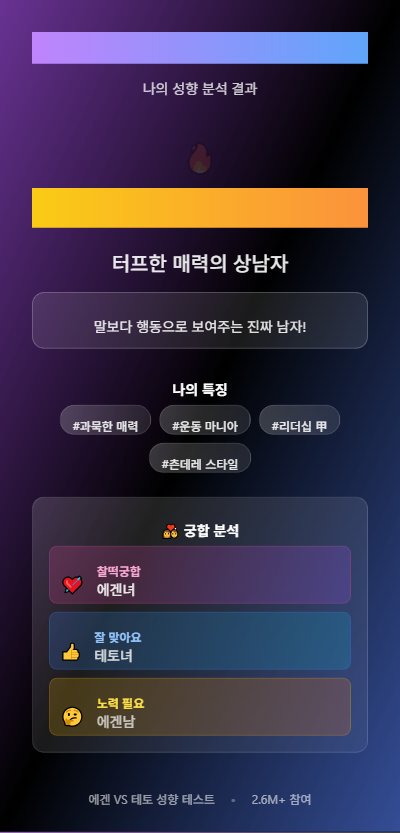 나의 성향 분석 결과
터프한 매력의 상남자
말보다 행동으로 보여주는 진짜 남자!
나의 특징
#과묵한 매력 #운동 마니아 #리더십 甲
#츤데레 스타일
궁합 분석
찰떡궁합
에겐녀
잘 맞아요
테토녀
노력 필요
에겐남
에겐 VS 테토 성향 테스트 • 2.6M+ 참여